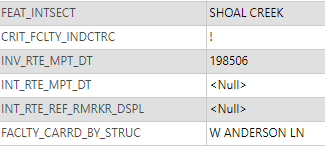 FEAT_INTSECT SHOAL CREEK
CRIT_FCLTY_INDCTRC !
INV_RTE_MPT_DT 198506
INT_RTE_MPT_DT <Null>
INT_RTE_REF_RMRKR_DSPL <Null>
FACLTY_CARRD_BY_STRUC W ANDERSON LN